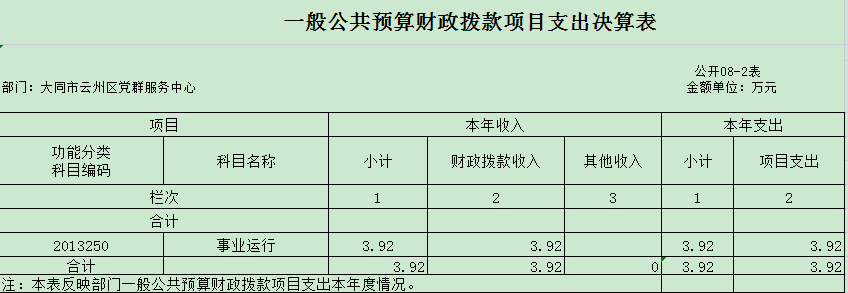 一般公共预算财政拨款项目支出决算表
公开08-2表
部门：大同市云州区党群服务中心 金额单位：万元
项目 本年收入 本年支出
功能分类
科目编码 科目名称 小计 财政拨款收入 其他收入 小计 项目支出
栏次 1 2 3 1 2
合计
2013250 事业运行 3.92 3.92 3.92 3.92
合计 3.92 3.92 0 3.92 3.92
注：本表反映部门一般公共预算财政拨款项目支出本年度情况。